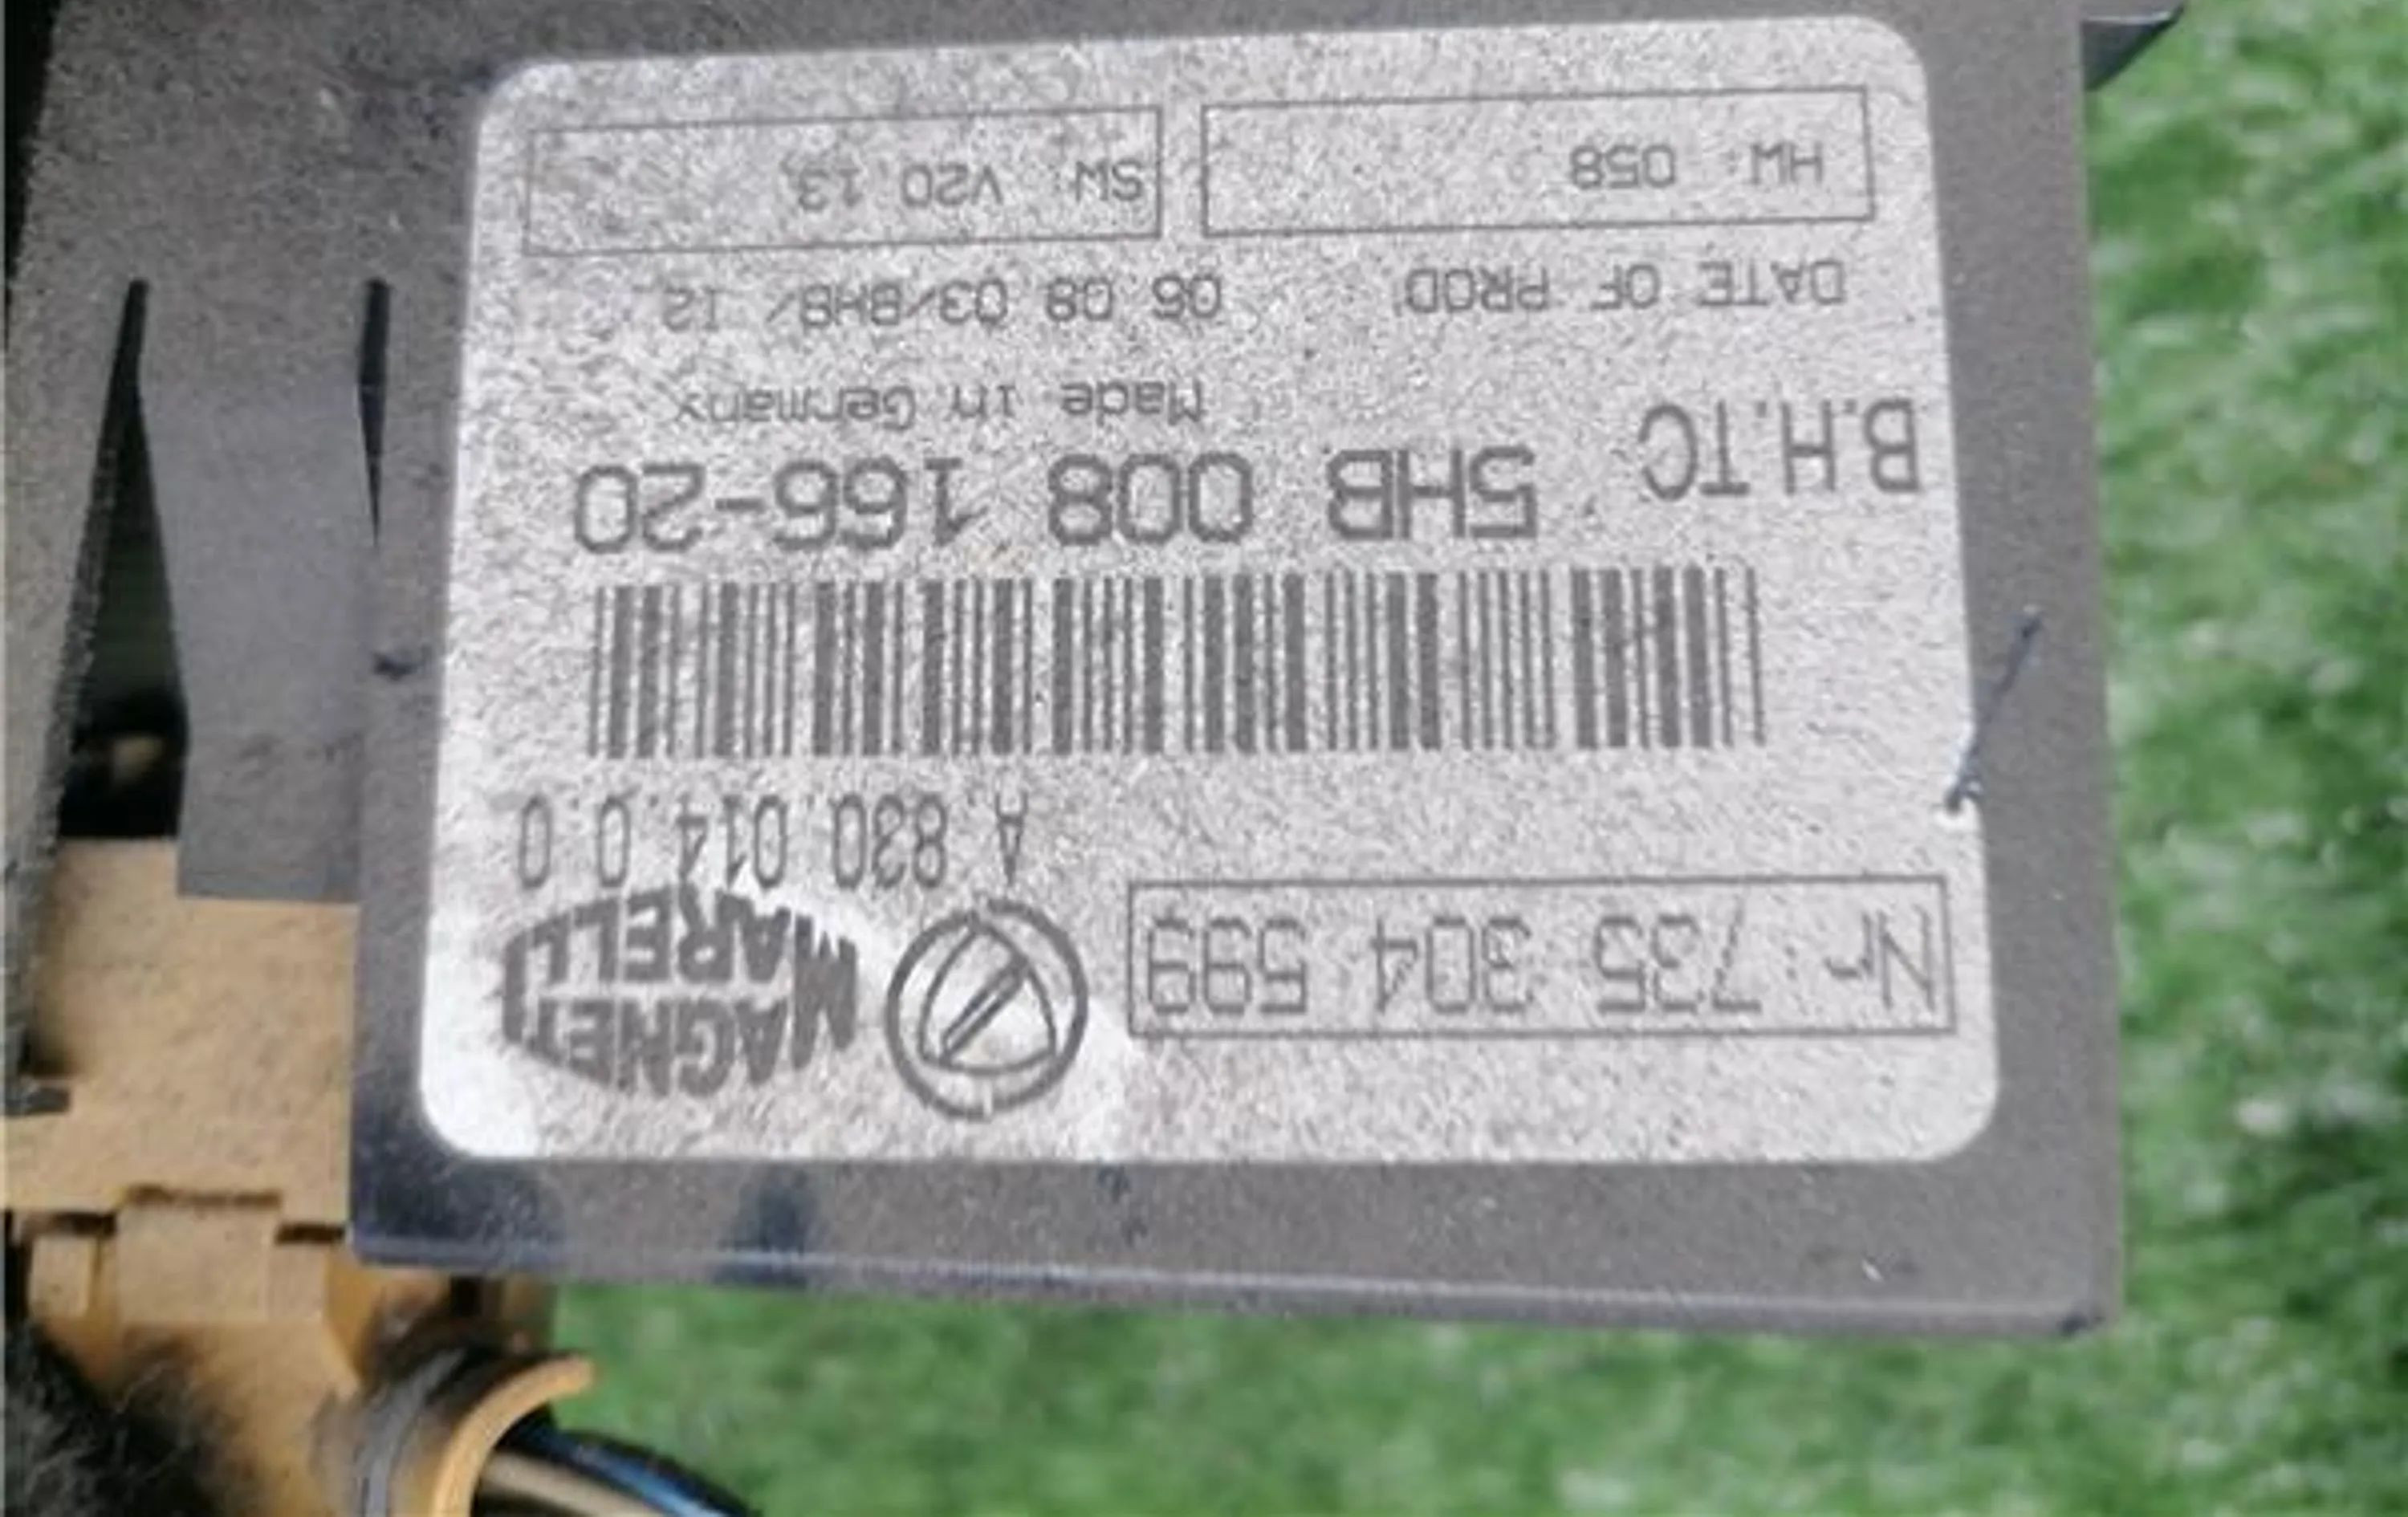 Nr. 735 304 599
MAGNETI
MARELLI
A 830 014 0 0
B.H.TC 5HB 008 166-20
Made in Germany
DATE OF PROD. 06 08 03/8H8/ 12
HW: 058
SW: V20 13